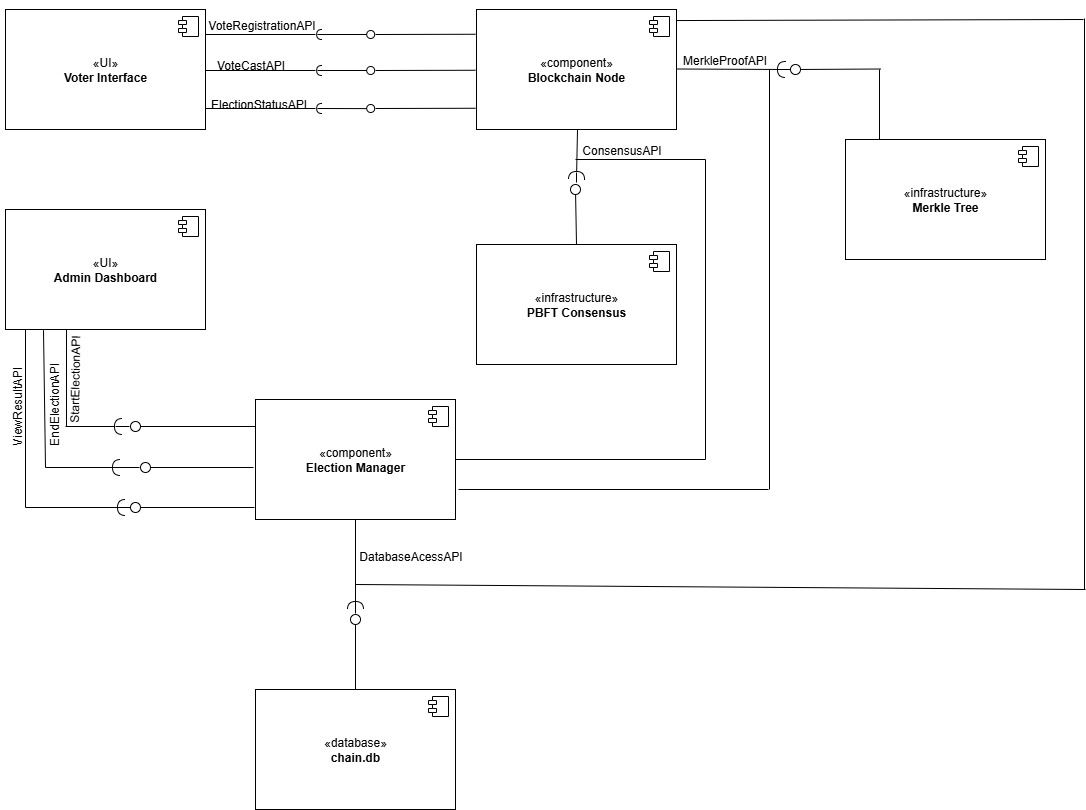 «UI»
Voter Interface
VoteRegistrationAPI
VoteCastAPI
ElectionStatusAPI
«component»
Blockchain Node
MerkleProofAPI
«infrastructure»
Merkle Tree
ConsensusAPI
«UI»
Admin Dashboard
«infrastructure»
PBFT Consensus
ViewResultAPI
EndElectionAPI
StartElectionAPI
«component»
Election Manager
DatabaseAcessAPI
«database»
chain.db